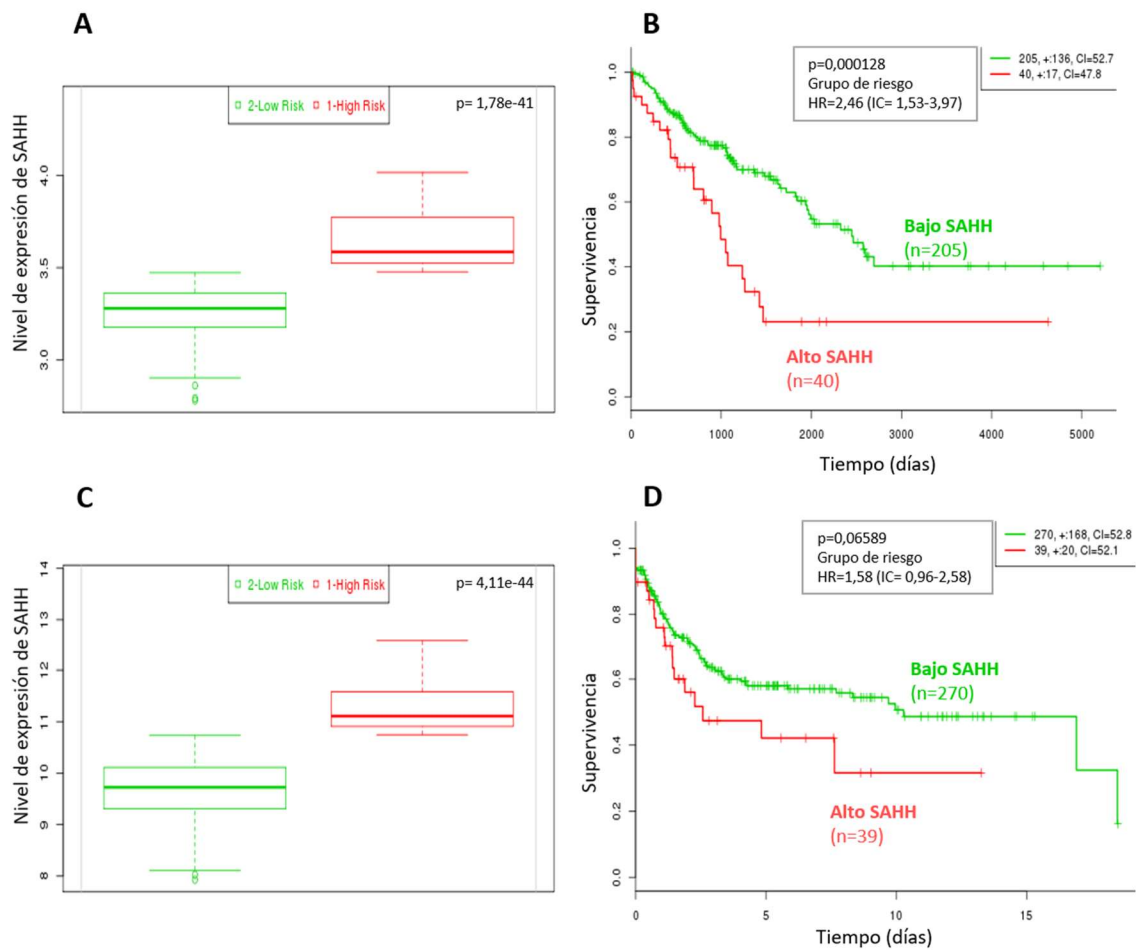 A
2-Low Risk 1-High Risk
p= 1,78e-41
Nivel de expresión de SAHH
4.0
3.5
3.0
B
p=0,000128
Grupo de riesgo
HR=2,46 (IC= 1,53-3,97)
205, +:136, CI=52.7
40, +:17, CI=47.8
Supervivencia
1.0
0.8
0.6
0.4
0.2
0.0
Bajo SAHH
(n=205)
Alto SAHH
(n=40)
0 1000 2000 3000 4000 5000
Tiempo (días)
C
2-Low Risk 1-High Risk
p= 4,11e-44
Nivel de expresión de SAHH
14
13
12
11
10
9
8
D
p=0,06589
Grupo de riesgo
HR=1,58 (IC= 0,96-2,58)
270, +:168, CI=52.8
39, +:20, CI=52.1
Supervivencia
1.0
0.8
0.6
0.4
0.2
0.0
Bajo SAHH
(n=270)
Alto SAHH
(n=39)
0 5 10 15
Tiempo (días)